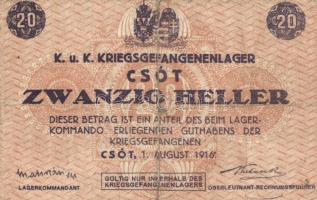 20 20
K. u. K. KRIEGSGEFANGENENLAGER
CSÓT
ZWANZIG HELLER
DIESER BETRAG IST EIN ANTEIL DES BEIM LAGER-
KOMMANDO ERLIEGENDEN GUTHABENS DER
KRIEGSGEFANGENEN
CSÓT, 1. AUGUST 1916
LAGERKOMMANDANT
GÜLTIG NUR INNERHALB DES
KRIEGSGEFANGENENLAGERS
OBERLEUTNANT-RECHNUNGSFÜHRER